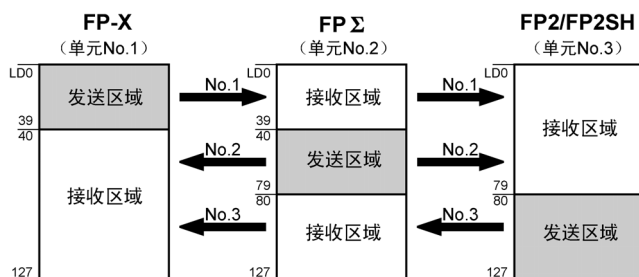 FP-X FPΣ FP2/FP2SH
（单元No.1） （单元No.2） （单元No.3）
LD0 LD0 LD0
发送区域 No.1 接收区域 No.1
接收区域
39 39
40 40
No.2 发送区域 No.2
接收区域
79 79
80 80
No.3 接收区域 No.3 发送区域
127 127 127